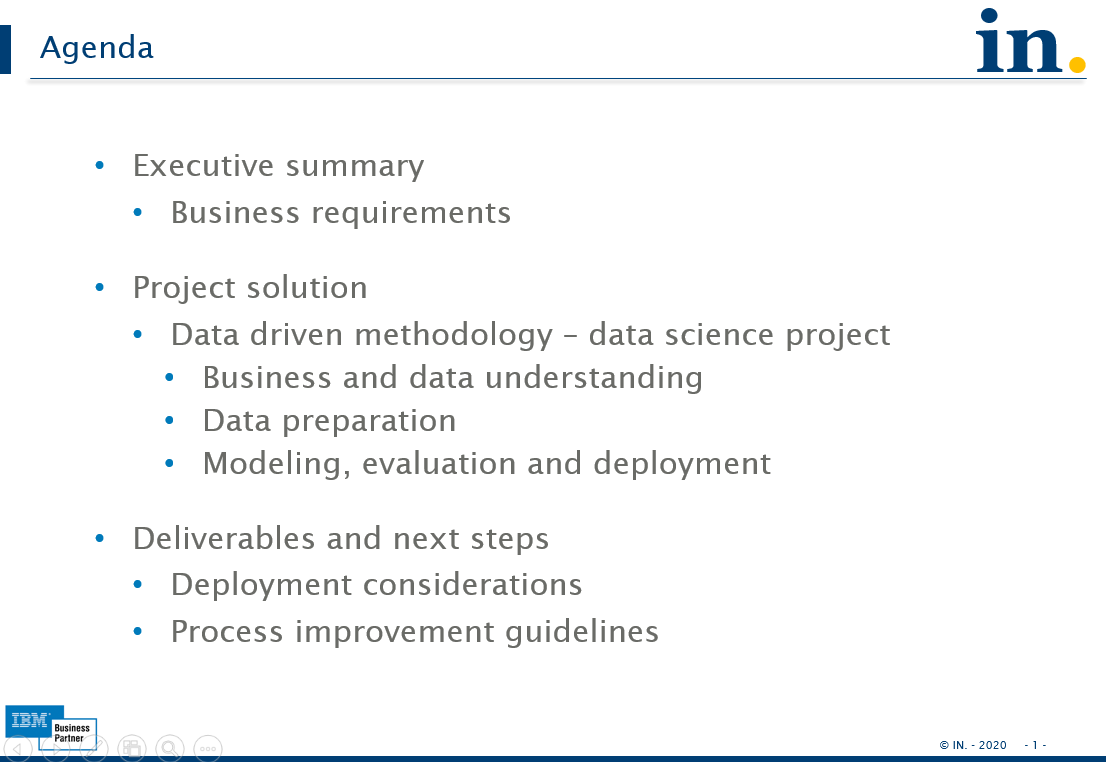 Agenda
in.
• Executive summary
• Business requirements
• Project solution
• Data driven methodology – data science project
• Business and data understanding
• Data preparation
• Modeling, evaluation and deployment
• Deliverables and next steps
• Deployment considerations
• Process improvement guidelines
IBM
Business
Partner
© IN. - 2020 - 1 -